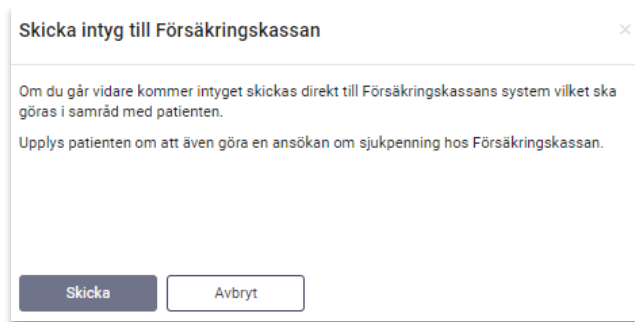 Skicka intyg till Försäkringskassan
Om du går vidare kommer intyget skickas direkt till Försäkringskassans system vilket ska
göras i samråd med patienten.
Upplys patienten om att även göra en ansökan om sjukpenning hos Försäkringskassan.
Skicka
Avbryt